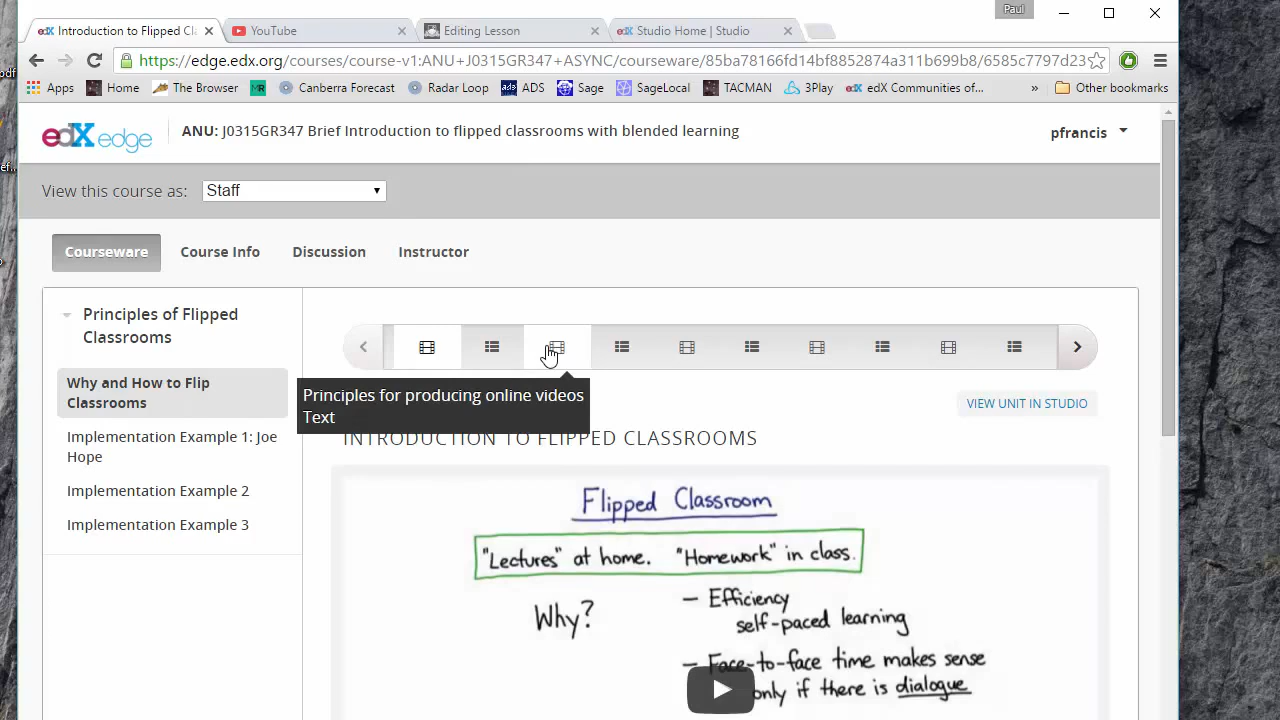 Paul
Introduction to Flipped Cl
YouTube
Editing Lesson
Studio Home | Studio
https://edge.edx.org/courses/course-v1:ANU+J0315GR347+ASYNC/courseware/85ba78166fd14bf8852874a311b699b8/6585c7797d23
Apps
Home
The Browser
MR
Canberra Forecast
Radar Loop
ads ADS
Sage
SageLocal
TACMAN
3Play
edX Communities of...
»
Other bookmarks
pdf
ef..
edX edge
ANU: J0315GR347 Brief Introduction to flipped classrooms with blended learning
pfrancis
View this course as:
Staff
Courseware
Course Info
Discussion
Instructor
Principles of Flipped
Classrooms
Why and How to Flip
Classrooms
Implementation Example 1: Joe
Hope
Implementation Example 2
Implementation Example 3
Principles for producing online videos
Text
VIEW UNIT IN STUDIO
INTRODUCTION TO FLIPPED CLASSROOMS
Flipped Classroom
"Lectures" at home. "Homework" in class.
Why?
– Efficiency
self-paced learning
– Face-to-face time makes sense
only if there is dialogue